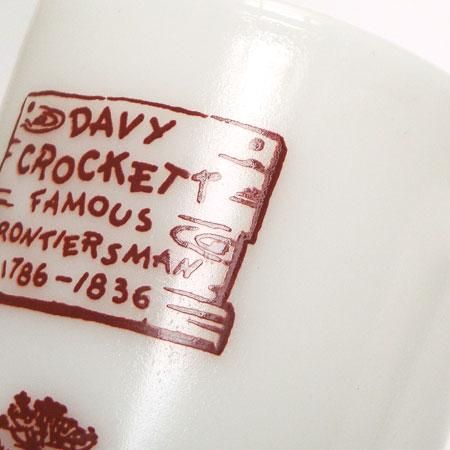 DAVY
CROCKETT
FAMOUS
RONTIERSMAN
1786-1836